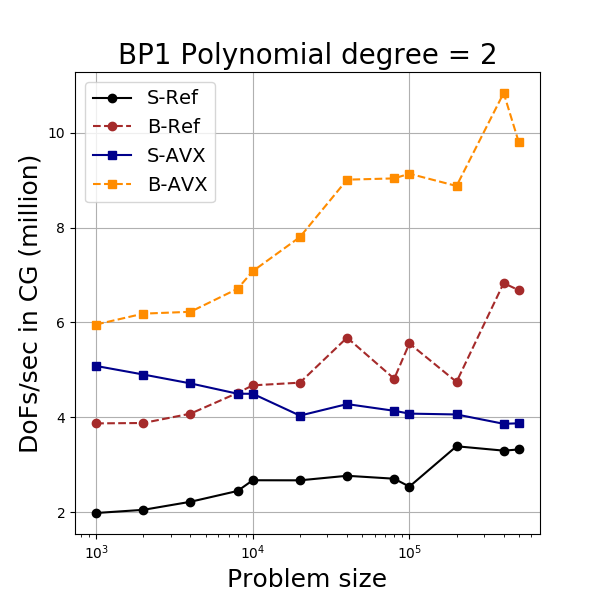 BP1 Polynomial degree = 2
S-Ref
B-Ref
S-AVX
B-AVX
DoFs/sec in CG (million)
10
8
6
4
2
10³
10⁴
10⁵
Problem size